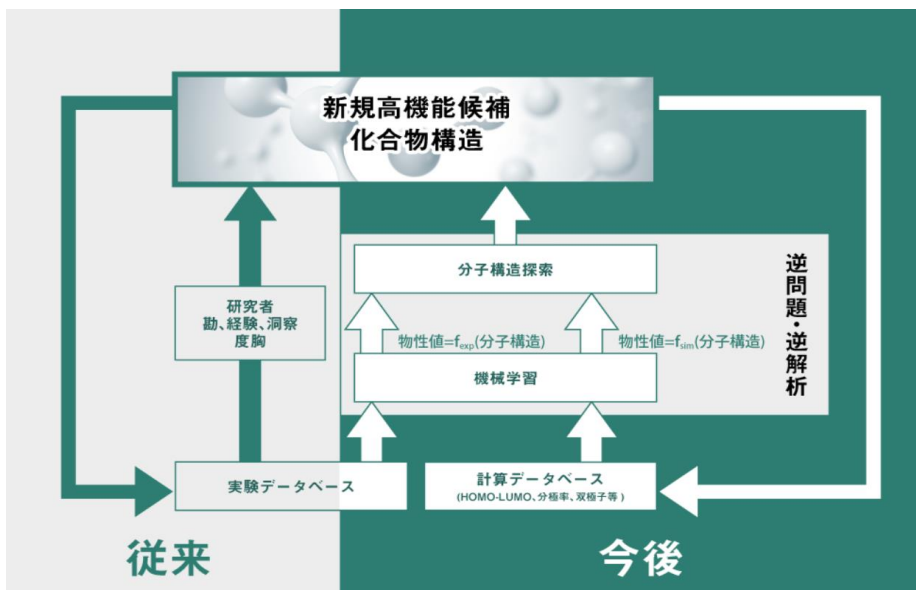 新規高機能候補
化合物構造
分子構造探索
研究者
勘、経験、洞察
度胸
物性値=fexp(分子構造)
物性値=fsim(分子構造)
機械学習
逆問題・逆解析
実験データベース
計算データベース
(HOMO-LUMO、分極率、双極子等)
従来
今後